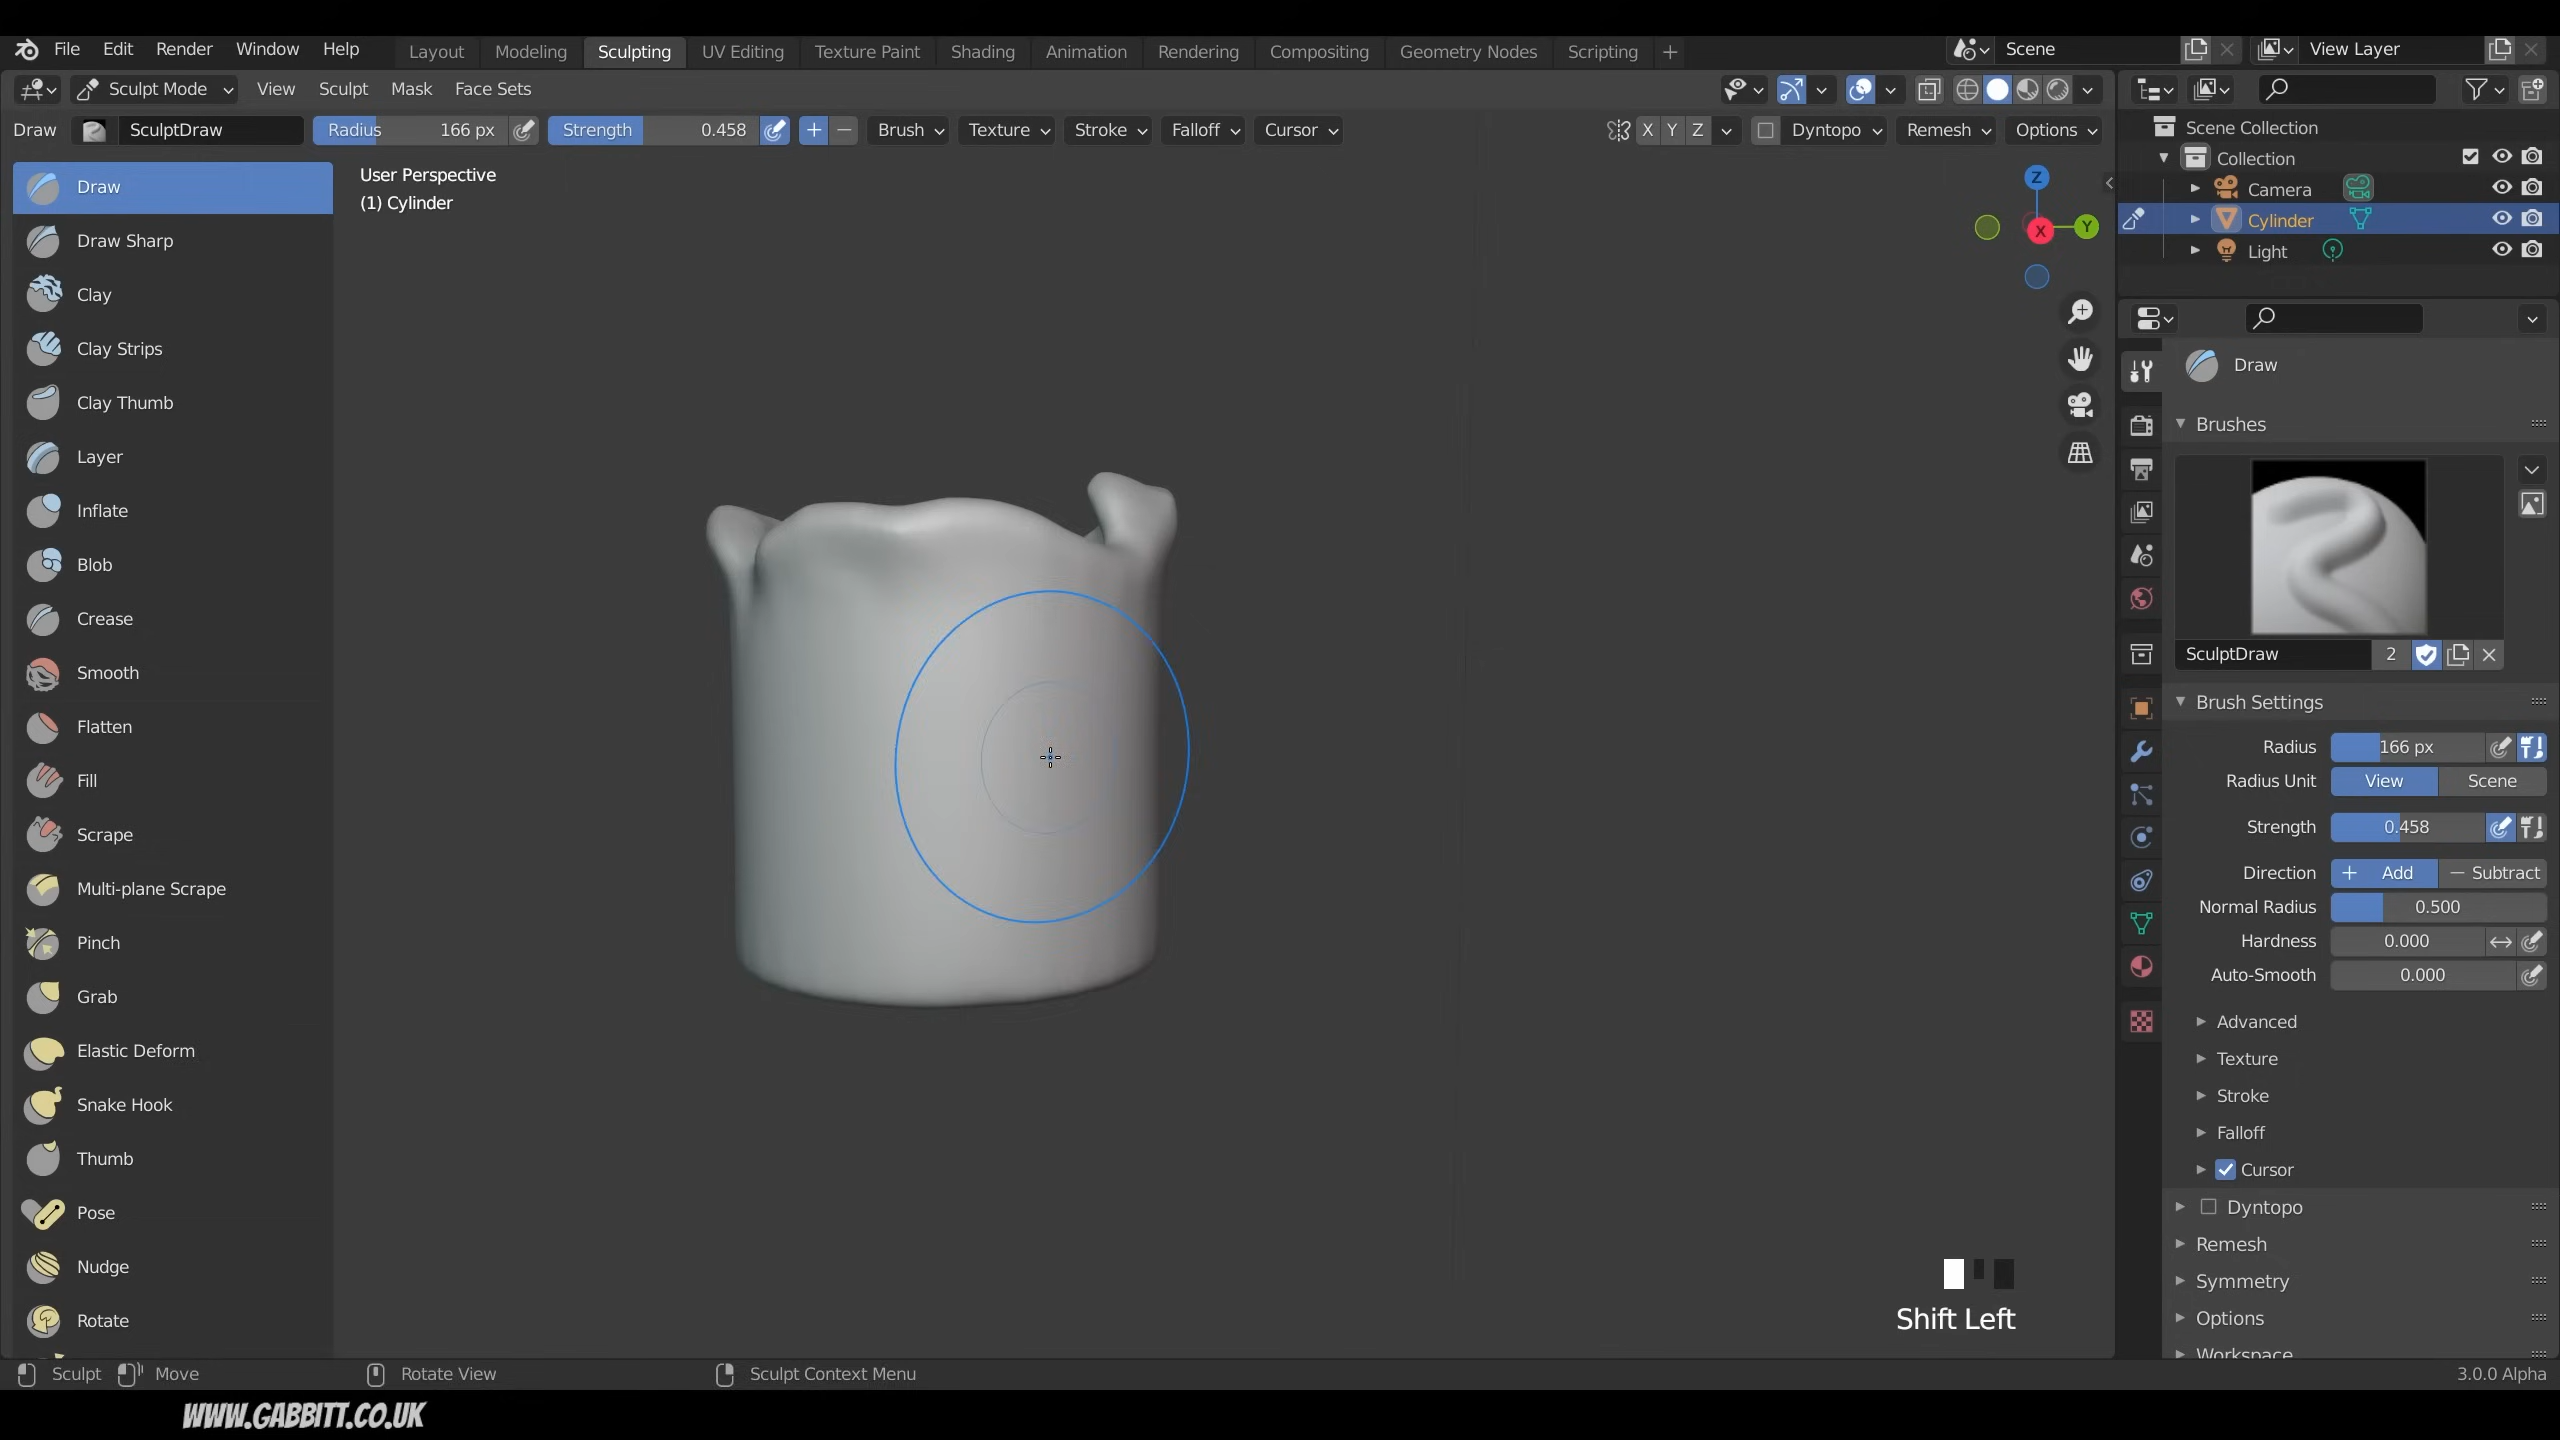 File Edit Render Window Help Layout Modeling Sculpting UV Editing Texture Paint Shading Animation Rendering Compositing Geometry Nodes Scripting + Scene View Layer
Sculpt Mode View Sculpt Mask Face Sets
Draw SculptDraw Radius 166 px Strength 0.458 + − Brush Texture Stroke Falloff Cursor X Y Z Dyntopo Remesh Options
Scene Collection
Collection
Camera
Cylinder
Light
User Perspective
(1) Cylinder
Z
X
Y
Draw
Draw Sharp
Clay
Clay Strips
Clay Thumb
Layer
Inflate
Blob
Crease
Smooth
Flatten
Fill
Scrape
Multi-plane Scrape
Pinch
Grab
Elastic Deform
Snake Hook
Thumb
Pose
Nudge
Rotate
Draw
Brushes
SculptDraw 2
Brush Settings
Radius 166 px
Radius Unit View Scene
Strength 0.458
Direction + Add − Subtract
Normal Radius 0.500
Hardness 0.000
Auto-Smooth 0.000
Advanced
Texture
Stroke
Falloff
Cursor
Dyntopo
Remesh
Symmetry
Options
Workspace
Shift Left
Sculpt Move Rotate View Sculpt Context Menu 3.0.0 Alpha
WWW.GABBITT.CO.UK